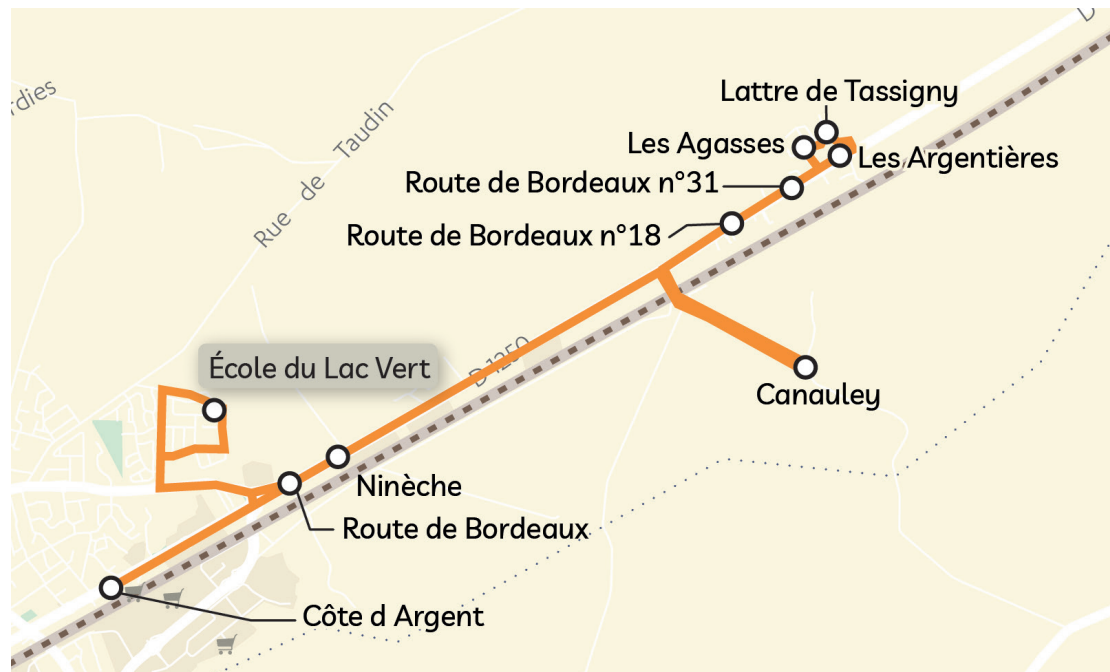 rdies
D
Rue de Taudin
Lattre de Tassigny
Les Agasses
Les Argentières
Route de Bordeaux n°31
Route de Bordeaux n°18
D 1250
École du Lac Vert
Canauley
Ninèche
Route de Bordeaux
Côte d Argent